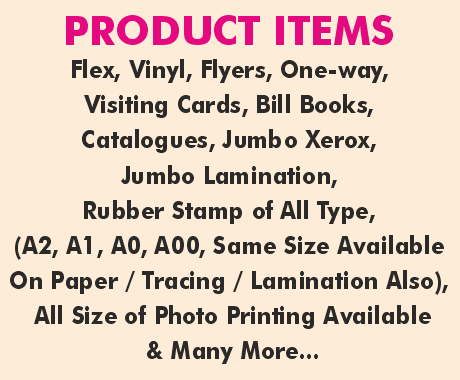 PRODUCT ITEMS
Flex, Vinyl, Flyers, One-way,
Visiting Cards, Bill Books,
Catalogues, Jumbo Xerox,
Jumbo Lamination,
Rubber Stamp of All Type,
(A2, A1, A0, A00, Same Size Available
On Paper / Tracing / Lamination Also),
All Size of Photo Printing Available
& Many More...